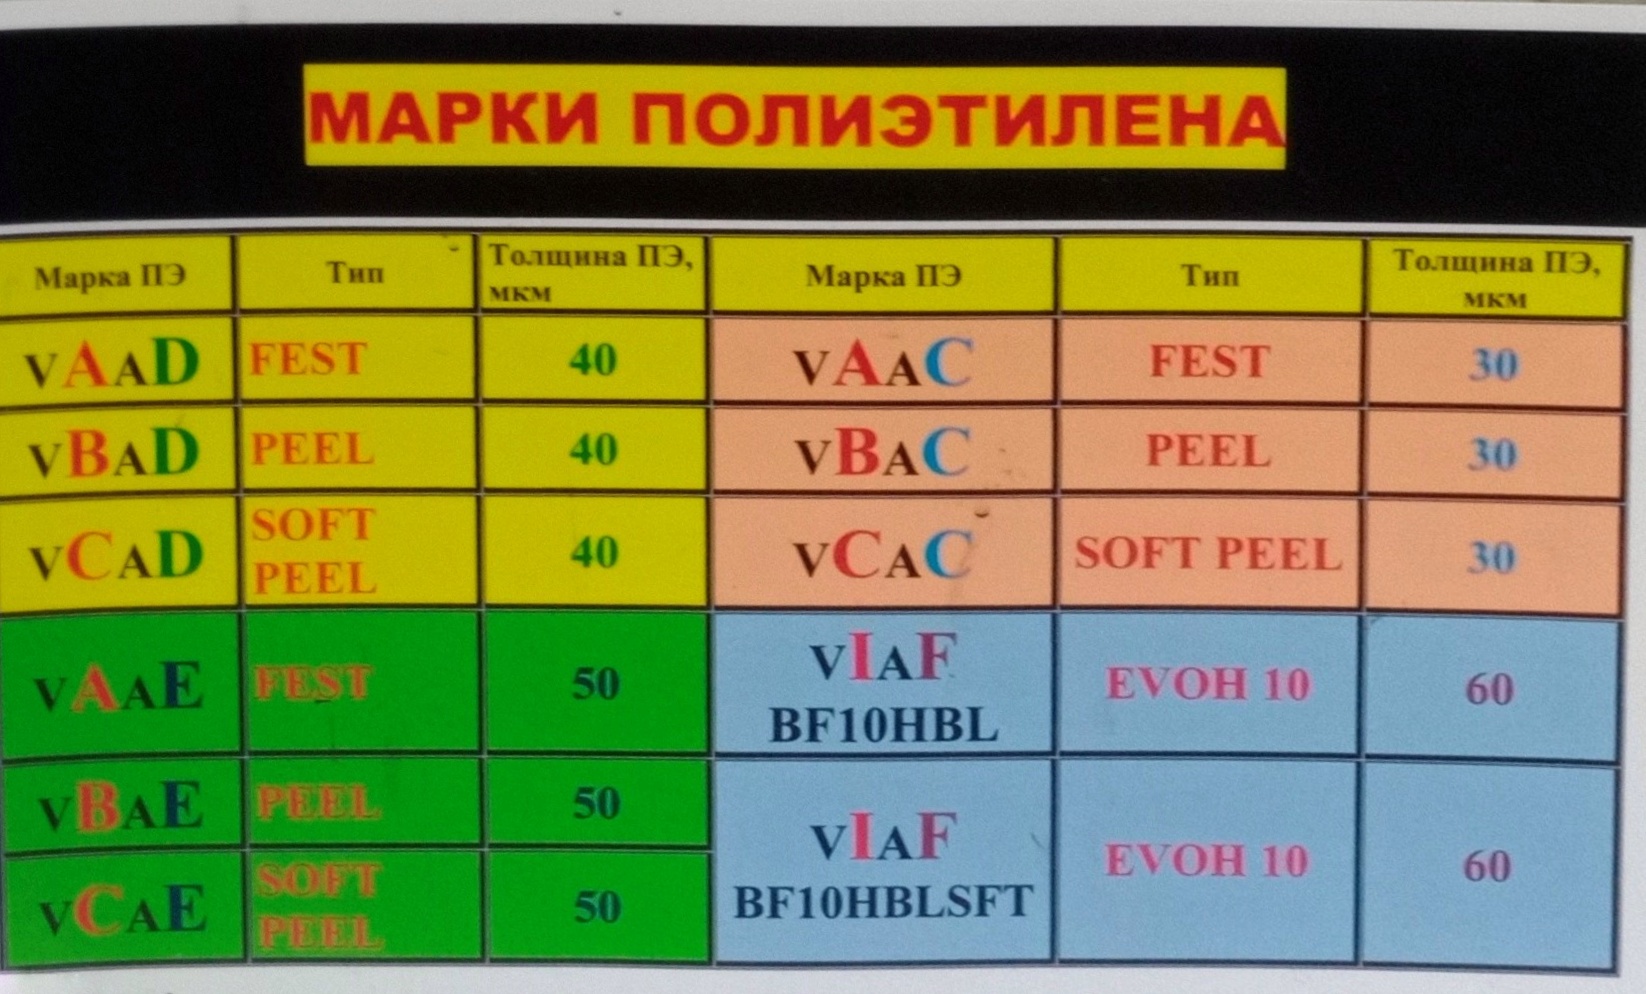 МАРКИ ПОЛИЭТИЛЕНА
Марка ПЭ Тип Толщина ПЭ, мкм Марка ПЭ Тип Толщина ПЭ, мкм
VAAD FEST 40 VAAC FEST 30
VBAD PEEL 40 VBAC PEEL 30
VCAD SOFT PEEL 40 VCAC SOFT PEEL 30
VAAE FEST 50 VIAF BF10HBL EVOH 10 60
VBAE PEEL 50 VIAF BF10HBLSFT EVOH 10 60
VCAE SOFT PEEL 50